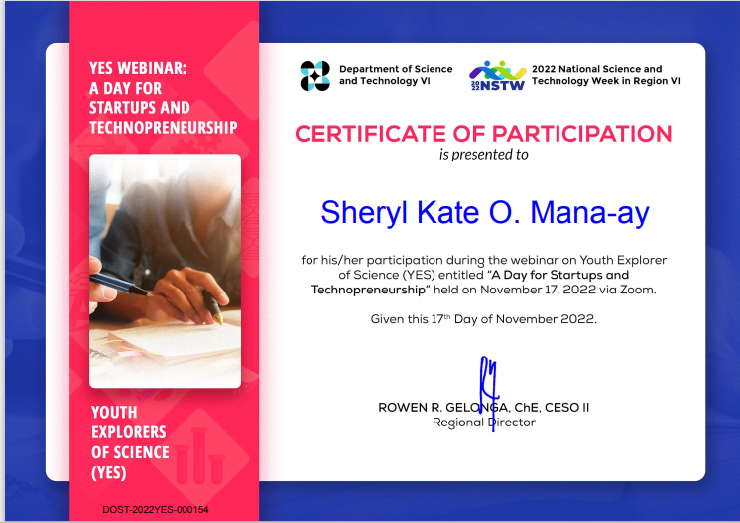 YES WEBINAR:
A DAY FOR
STARTUPS AND
TECHNOPRENEURSHIP
YOUTH
EXPLORERS
OF SCIENCE
(YES)
DOST-2022YES-000154
Department of Science
and Technology VI
2022
NSTW
2022 National Science and
Technology Week in Region VI
CERTIFICATE OF PARTICIPATION
is presented to
Sheryl Kate O. Mana-ay
for his/her participation during the webinar on Youth Explorer
of Science (YES) entitled "A Day for Startups and
Technopreneurship" held on November 17, 2022 via Zoom.
Given this 17th Day of November 2022.
ROWEN R. GELONGA, ChE, CESO II
Regional Director